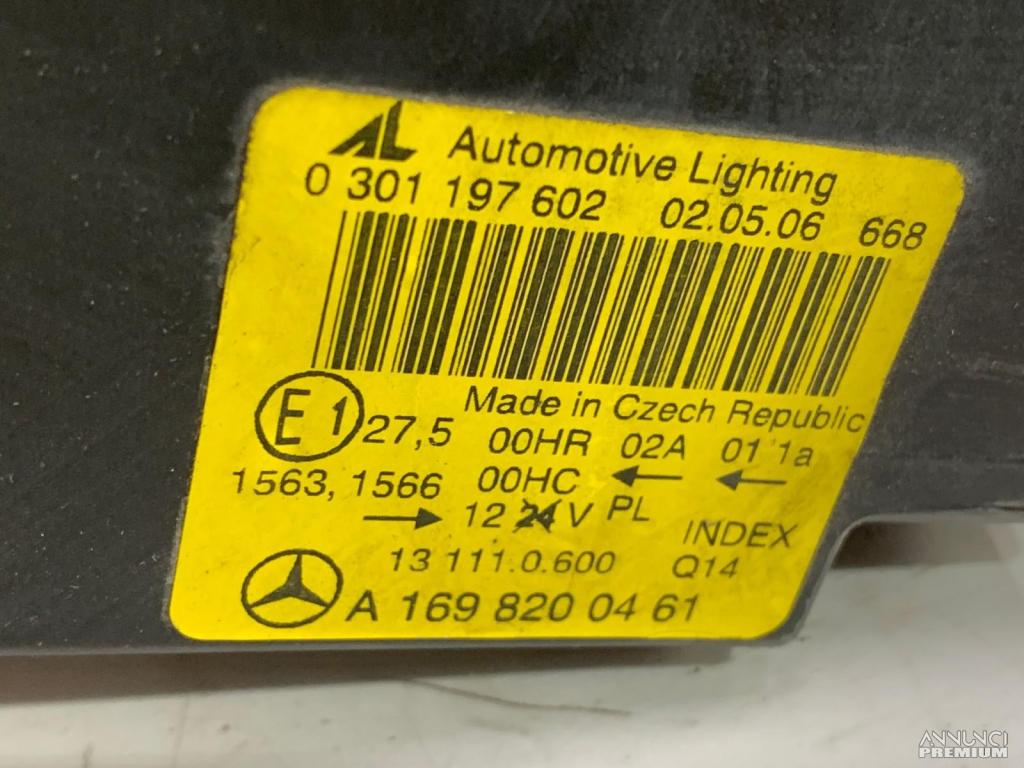 AL Automotive Lighting
0 301 197 602 02.05.06 668
Made in Czech Republic
E1 27,5 00HR 02A 01 1a
1563, 1566 00HC ← ←
→ 12 24 V PL
13 111.0.600 INDEX Q14
A 169 820 04 61
ANNUNCI
PREMIUM